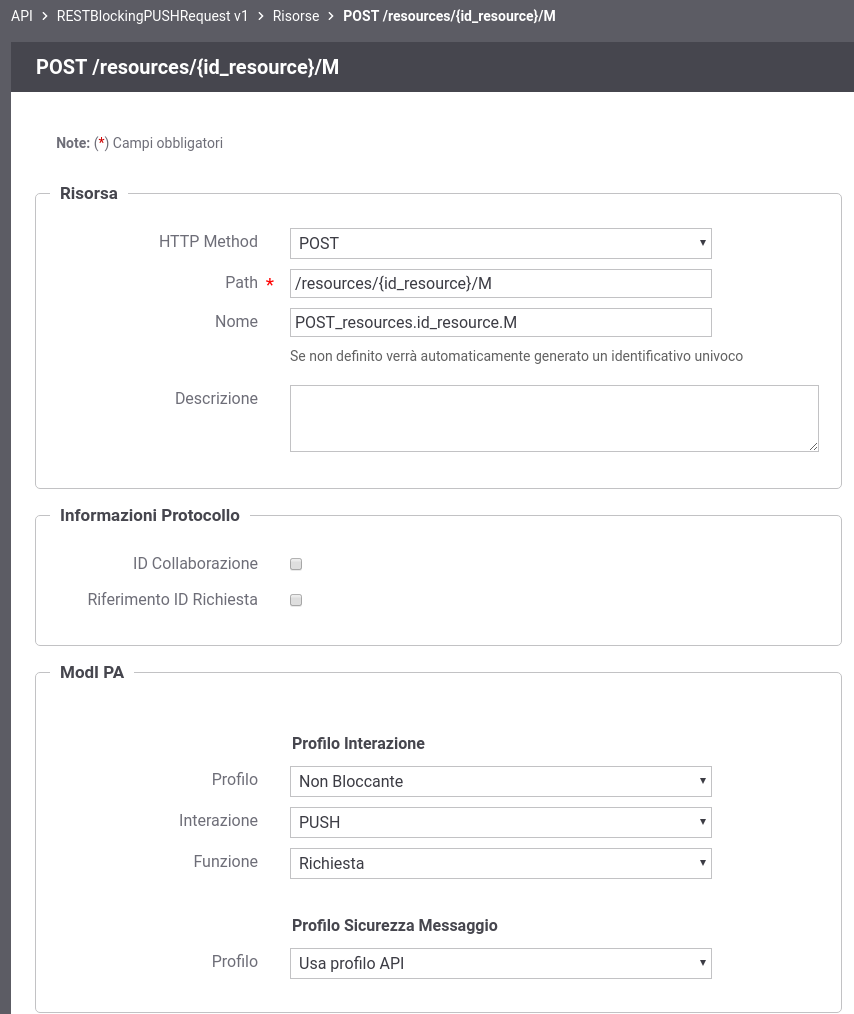 API > RESTBlockingPUSHRequest v1 > Risorse > POST /resources/{id_resource}/M
POST /resources/{id_resource}/M
Note: (*) Campi obbligatori
Risorsa
HTTP Method POST
Path * /resources/{id_resource}/M
Nome POST_resources.id_resource.M
Se non definito verrà automaticamente generato un identificativo univoco
Descrizione
Informazioni Protocollo
ID Collaborazione
Riferimento ID Richiesta
ModI PA
Profilo Interazione
Profilo Non Bloccante
Interazione PUSH
Funzione Richiesta
Profilo Sicurezza Messaggio
Profilo Usa profilo API